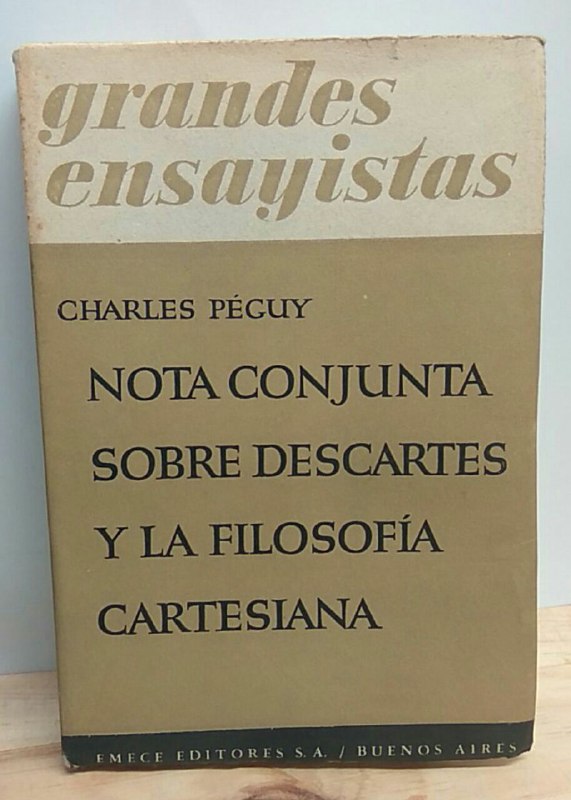 grandes
ensayistas
CHARLES PÉGUY
NOTA CONJUNTA
SOBRE DESCARTES
Y LA FILOSOFÍA
CARTESIANA
EMECE EDITORES S.A. / BUENOS AIRES